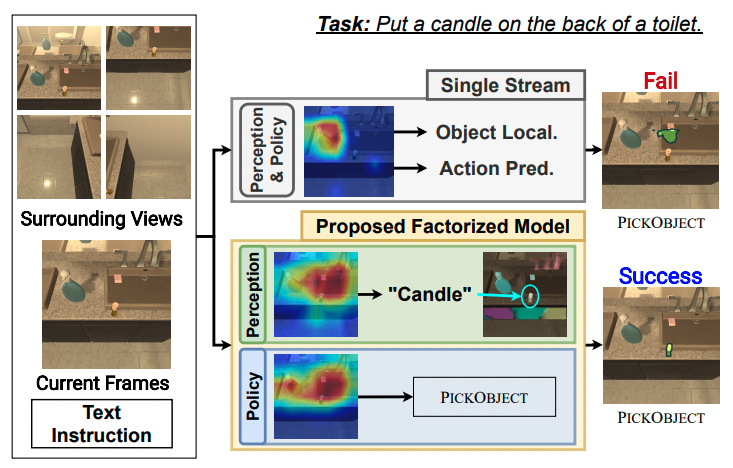 Task: Put a candle on the back of a toilet.
Surrounding Views
Current Frames
Text
Instruction
Single Stream
Perception
& Policy
Object Local.
Action Pred.
Fail
PICKOBJECT
Proposed Factorized Model
Perception
"Candle"
Policy
PICKOBJECT
Success
PICKOBJECT